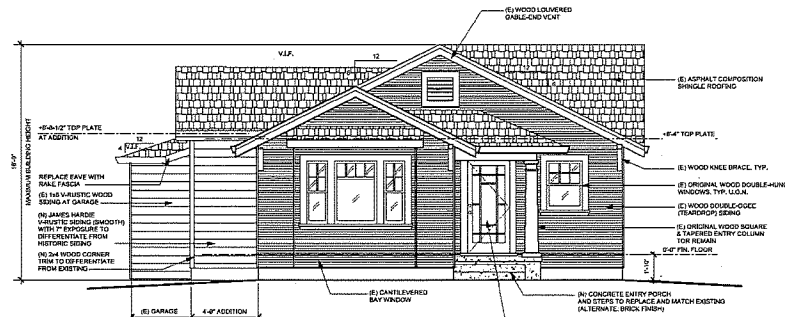 (E) WOOD LOUVERED
GABLE-END VENT
V.I.F.
12
12
(E) ASPHALT COMPOSITION
SHINGLE ROOFING
+8'-8-1/2" TOP PLATE
AT ADDITION
12
4
V.I.F.
+8'-4" TOP PLATE
MAXIMUM BUILDING HEIGHT
REPLACE EAVE WITH
RAKE FASCIA
(E) 1x8 V-RUSTIC WOOD
SIDING AT GARAGE
(N) JAMES HARDIE
V-RUSTIC SIDING (SMOOTH)
WITH 7" EXPOSURE TO
DIFFERENTIATE FROM
HISTORIC SIDING
(N) 2x4 WOOD CORNER
TRIM TO DIFFERENTIATE
FROM EXISTING
(E) WOOD KNEE BRACE, TYP.
(E) ORIGINAL WOOD DOUBLE-HUNG
WINDOWS, TYP. U.O.N.
(E) WOOD DOUBLE-OGEE
(TEARDROP) SIDING
(E) ORIGINAL WOOD SQUARE
& TAPERED ENTRY COLUMN
TOR REMAIN
0'-0" FIN. FLOOR
1'-10"
(E) CANTILEVERED
BAY WINDOW
(N) CONCRETE ENTRY PORCH
AND STEPS TO REPLACE AND MATCH EXISTING
(ALTERNATE: BRICK FINISH)
(E) GARAGE
4'-0" ADDITION